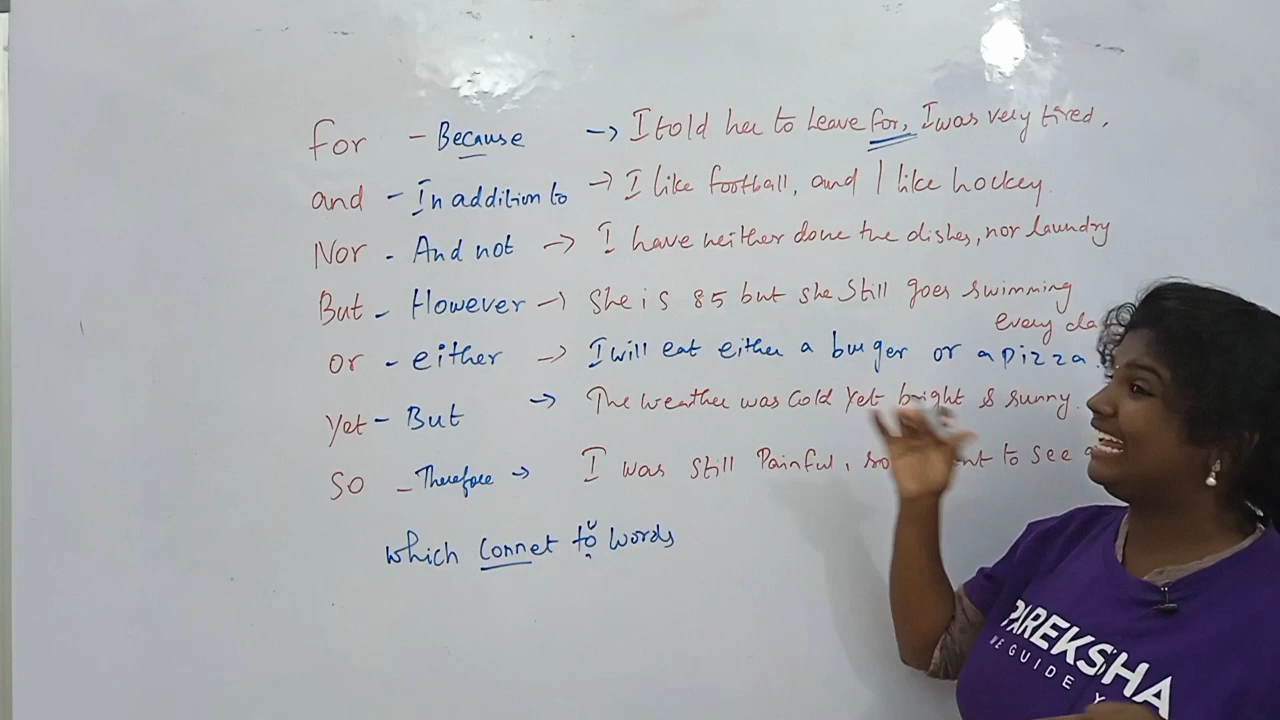 for - Because -> I told her to leave for, I was very tired.
and - In addition to -> I like football, and I like hockey.
Nor - And not -> I have neither done the dishes, nor laundry
But - However -> She is 85 but she still goes swimming
every
or - either -> I will eat either a burger or a pizza.
Yet - But -> The weather was cold yet bright & sunny.
So - Therefore -> I was still Painful, so to see
which connet to words
PAREKSHA
WE GUIDE